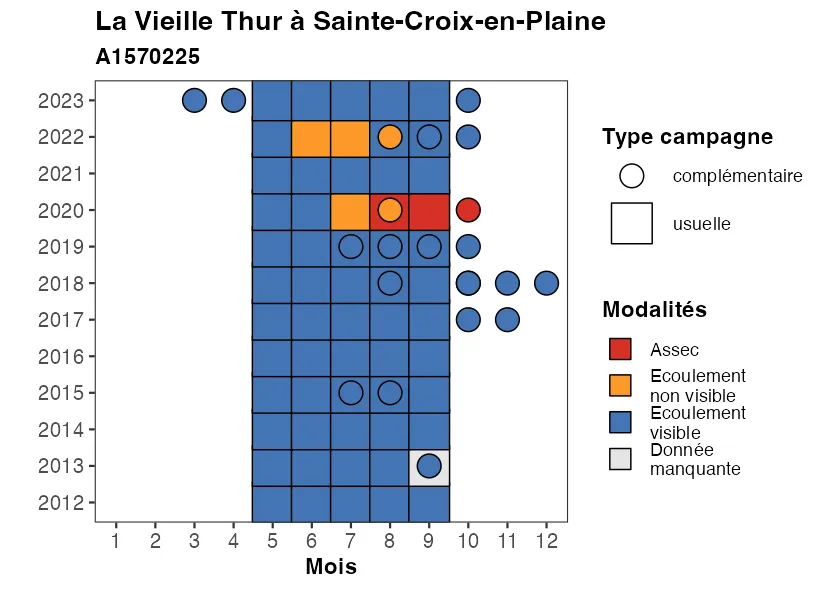 La Vieille Thur à Sainte-Croix-en-Plaine
A1570225
2023
2022
2021
2020
2019
2018
2017
2016
2015
2014
2013
2012
1 2 3 4 5 6 7 8 9 10 11 12
Mois
Type campagne
complémentaire
usuelle
Modalités
Assec
Ecoulement
non visible
Ecoulement
visible
Donnée
manquante